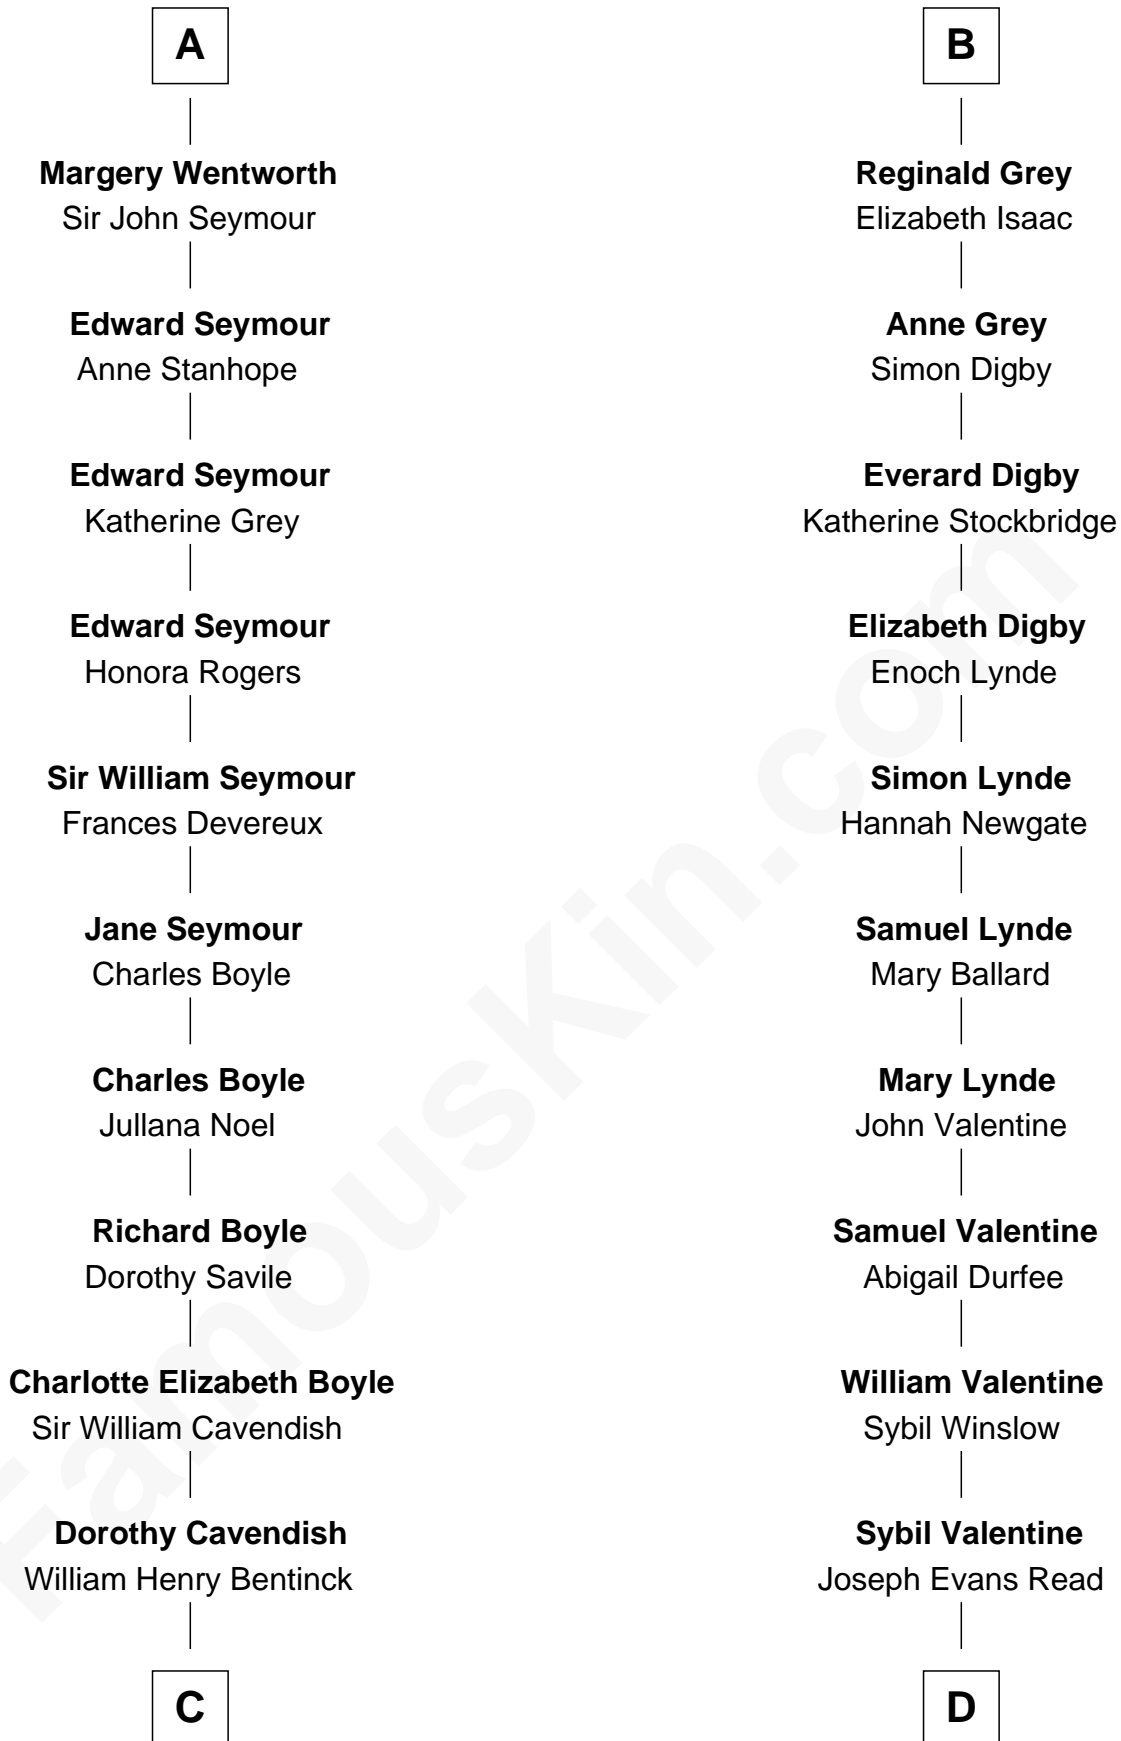 A
Margery Wentworth
Sir John Seymour
Edward Seymour
Anne Stanhope
Edward Seymour
Katherine Grey
Edward Seymour
Honora Rogers
Sir William Seymour
Frances Devereux
Jane Seymour
Charles Boyle
Charles Boyle
Jullana Noel
Richard Boyle
Dorothy Savile
Charlotte Elizabeth Boyle
Sir William Cavendish
Dorothy Cavendish
William Henry Bentinck
C
B
Reginald Grey
Elizabeth Isaac
Anne Grey
Simon Digby
Everard Digby
Katherine Stockbridge
Elizabeth Digby
Enoch Lynde
Simon Lynde
Hannah Newgate
Samuel Lynde
Mary Ballard
Mary Lynde
John Valentine
Samuel Valentine
Abigail Durfee
William Valentine
Sybil Winslow
Sybil Valentine
Joseph Evans Read
D
FamousKin.com